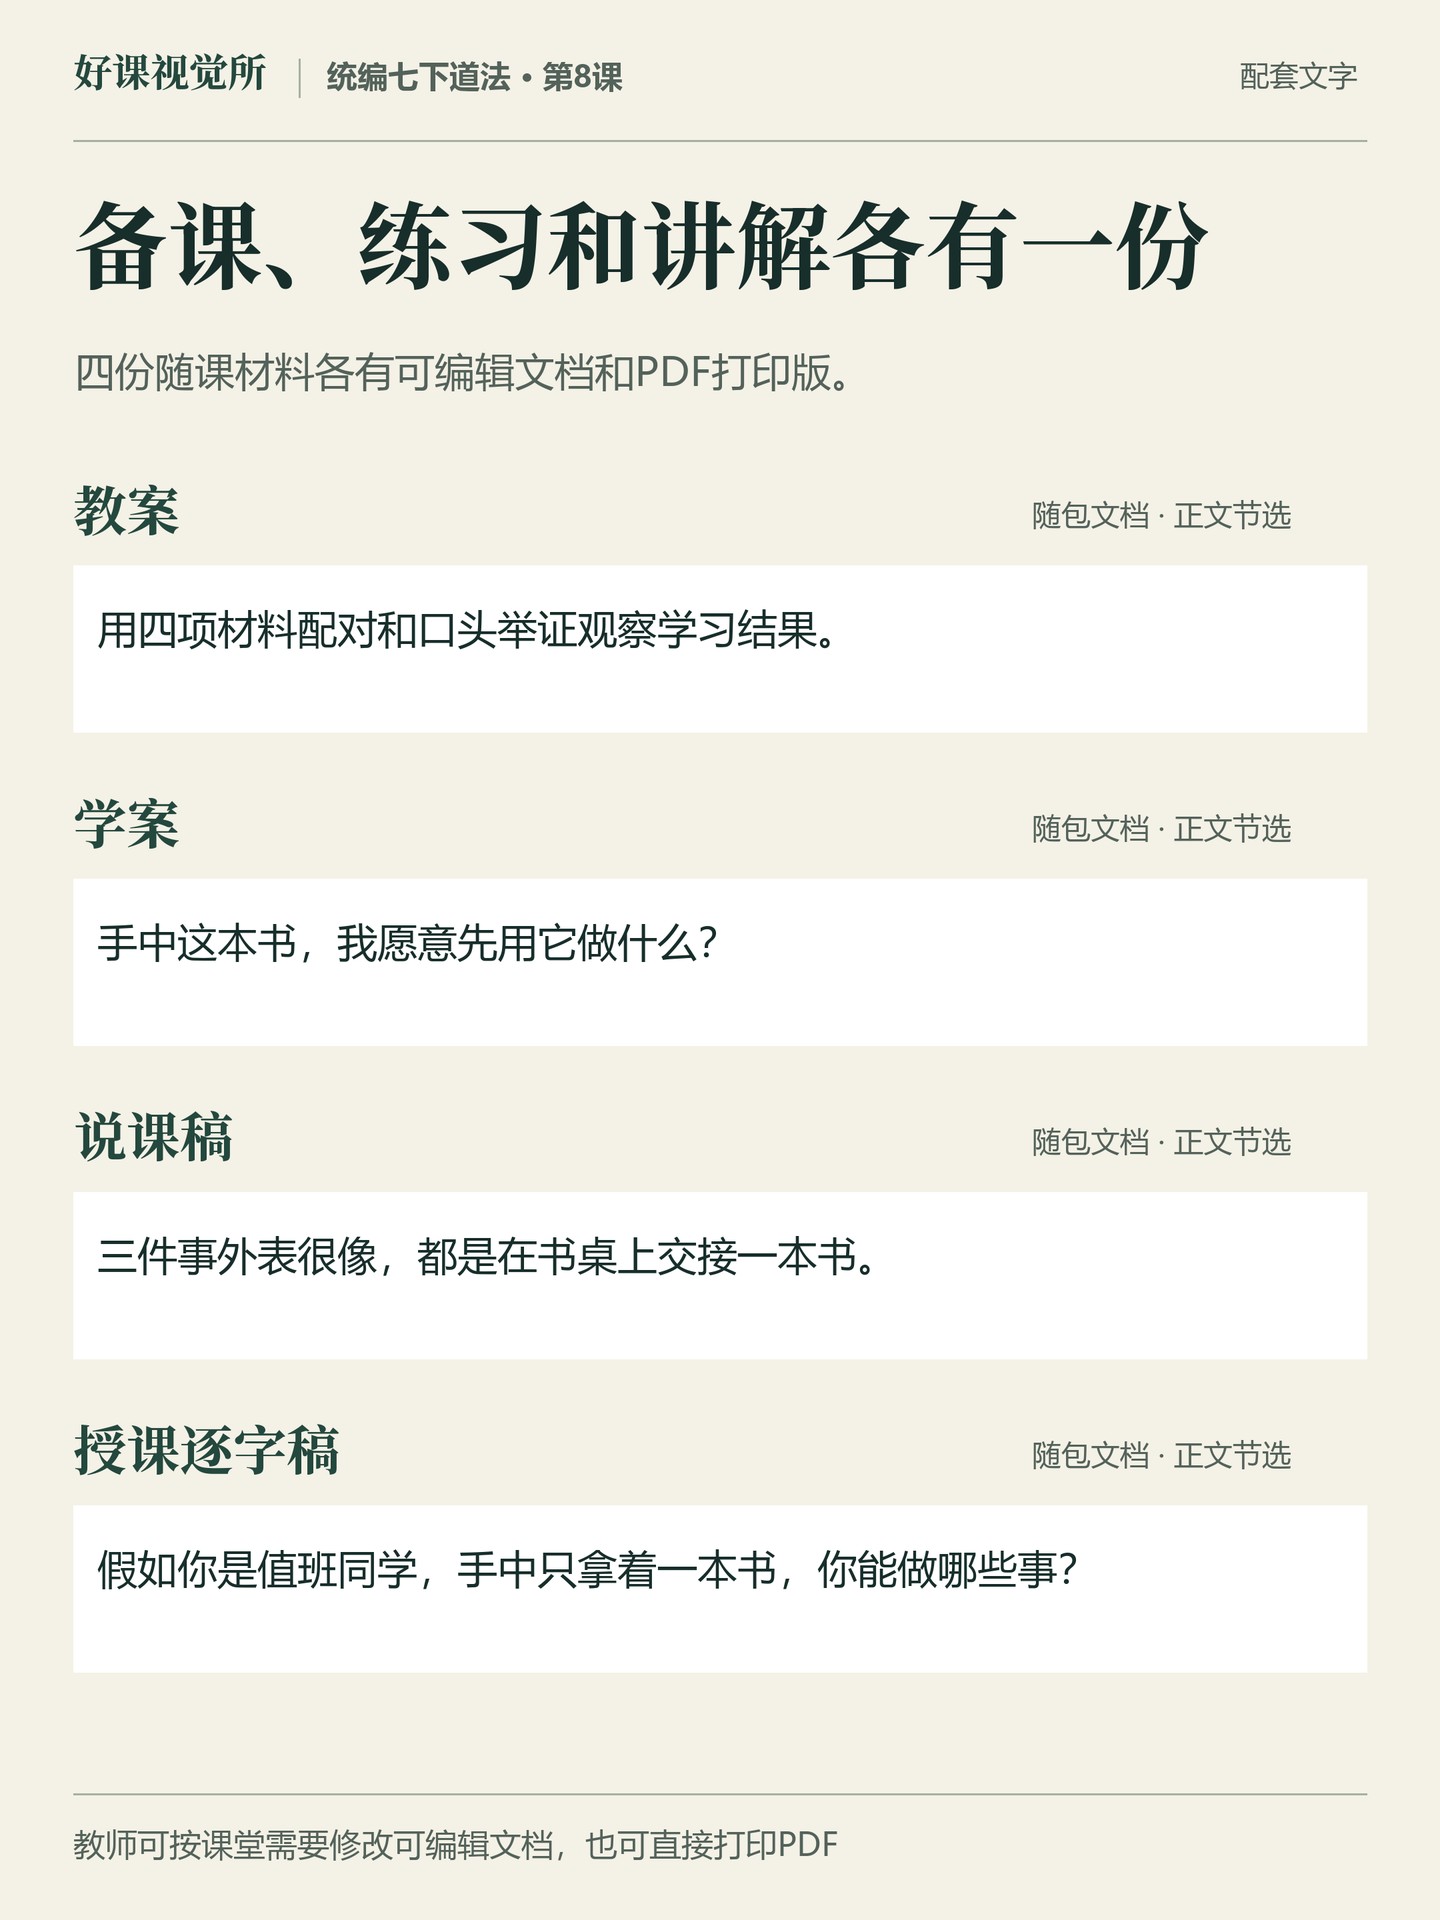 好课视觉所 统编七下道法·第8课 配套文字
备课、练习和讲解各有一份
四份随课材料各有可编辑文档和PDF打印版。
教案 随包文档·正文节选
用四项材料配对和口头举证观察学习结果。
学案 随包文档·正文节选
手中这本书，我愿意先用它做什么？
说课稿 随包文档·正文节选
三件事外表很像，都是在书桌上交接一本书。
授课逐字稿 随包文档·正文节选
假如你是值班同学，手中只拿着一本书，你能做哪些事？
教师可按课堂需要修改可编辑文档，也可直接打印PDF